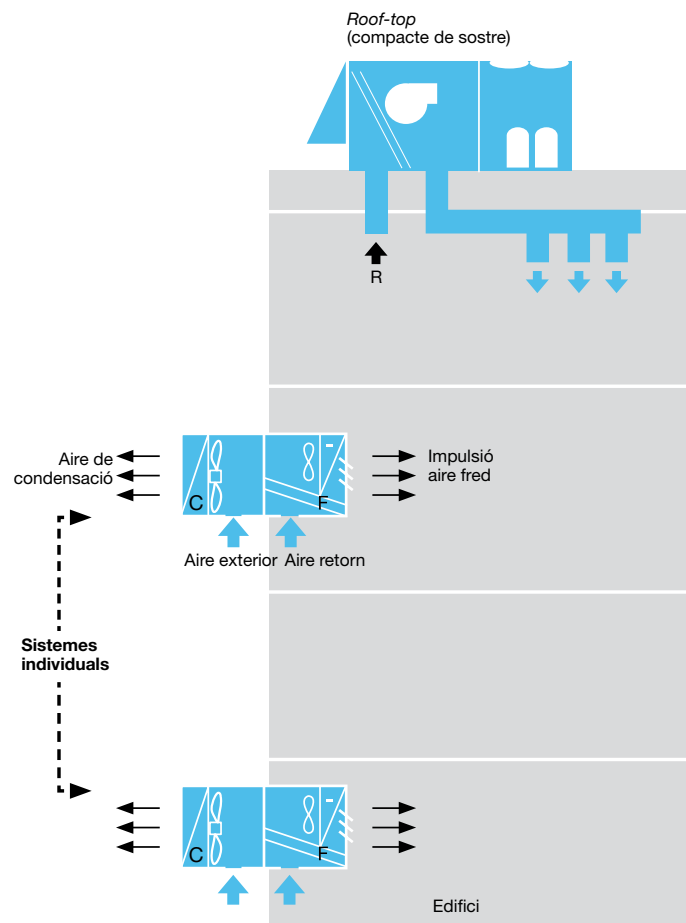 Roof-top
(compacte de sostre)
R
Aire de
condensació
C
F
Impulsió
aire fred
Aire exterior
Aire retorn
Sistemes
individuals
C
F
Edifici